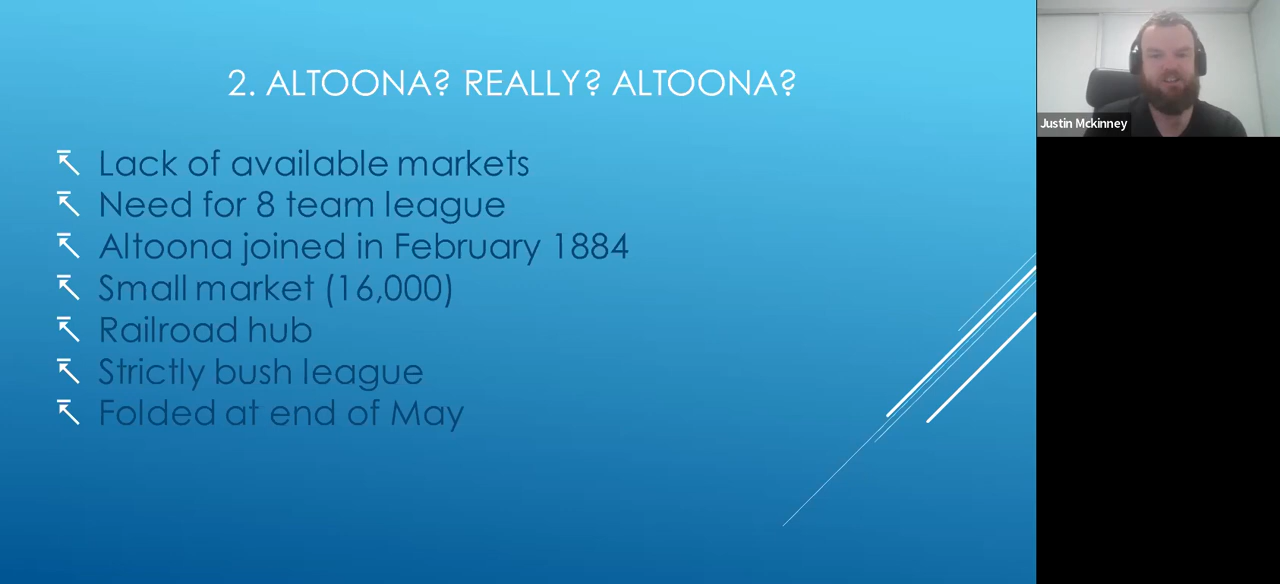 2. ALTOONA? REALLY? ALTOONA?
Lack of available markets
Need for 8 team league
Altoona joined in February 1884
Small market (16,000)
Railroad hub
Strictly bush league
Folded at end of May
Justin Mckinney